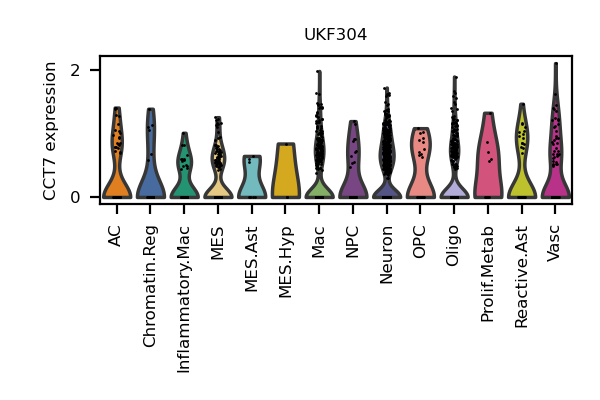 UKF304
CCT7 expression
2
0
AC
Chromatin.Reg
Inflammatory.Mac
MES
MES.Ast
MES.Hyp
Mac
NPC
Neuron
OPC
Oligo
Prolif.Metab
Reactive.Ast
Vasc